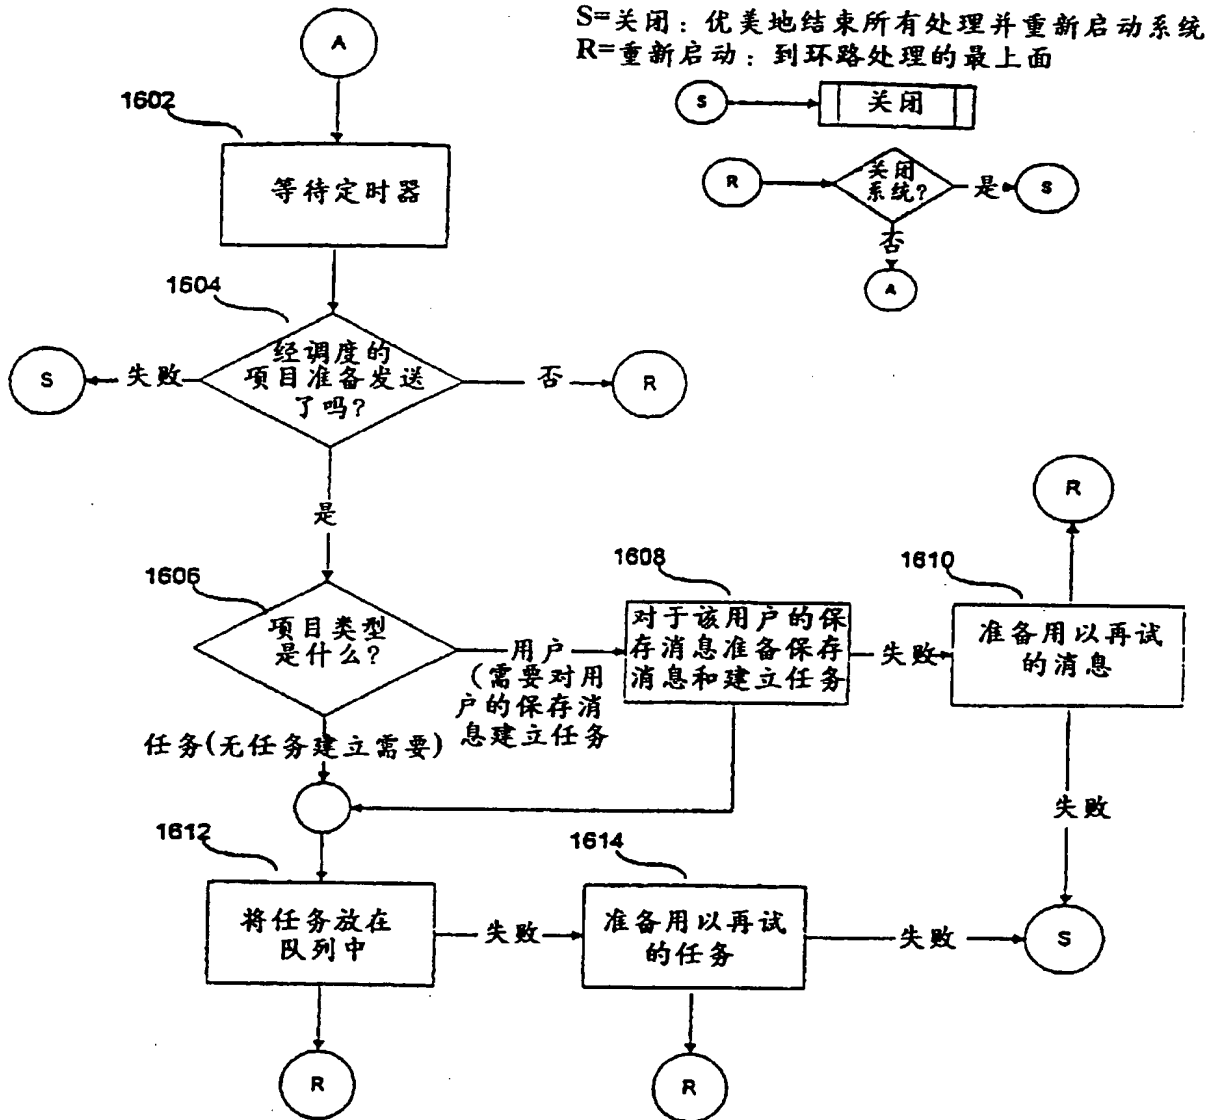 S=关闭：优美地结束所有处理并重新启动系统
R=重新启动：到环路处理的最上面
A
S
关闭
R
关闭
系统?
是
S
否
A
1602
等待定时器
1604
经调度的
项目准备发送
了吗?
S
失败
否
R
是
1606
项目类型
是什么?
用户
(需要对用
户的保存消
息建立任务
任务(无任务建立需要)
1608
对于该用户的保
存消息准备保存
消息和建立任务
失败
1610
准备用以再试
的消息
R
失败
S
1612
将任务放在
队列中
失败
1614
准备用以再试
的任务
失败
R
R